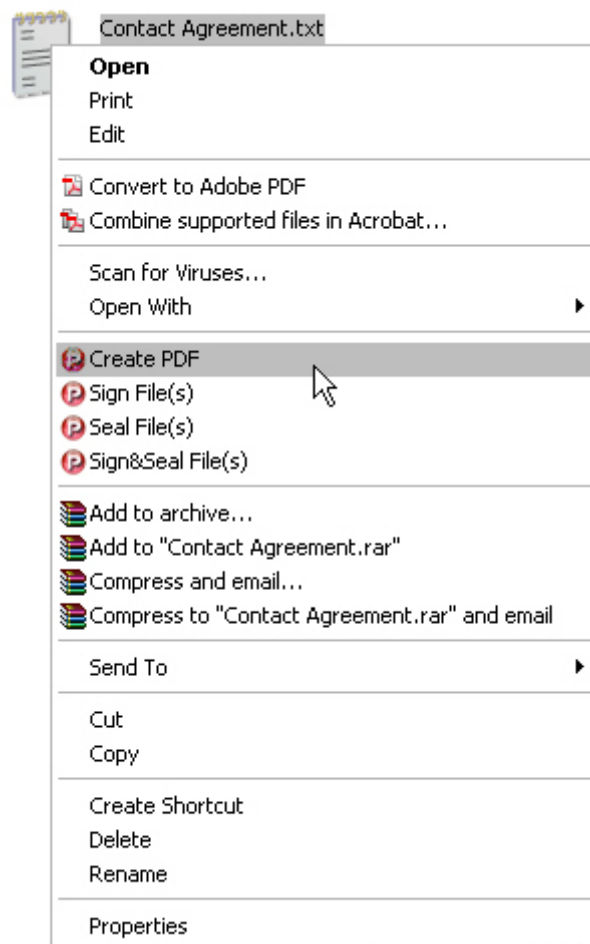 Contact Agreement.txt
Open
Print
Edit
Convert to Adobe PDF
Combine supported files in Acrobat...
Scan for Viruses...
Open With
Create PDF
Sign File(s)
Seal File(s)
Sign&Seal File(s)
Add to archive...
Add to "Contact Agreement.rar"
Compress and email...
Compress to "Contact Agreement.rar" and email
Send To
Cut
Copy
Create Shortcut
Delete
Rename
Properties